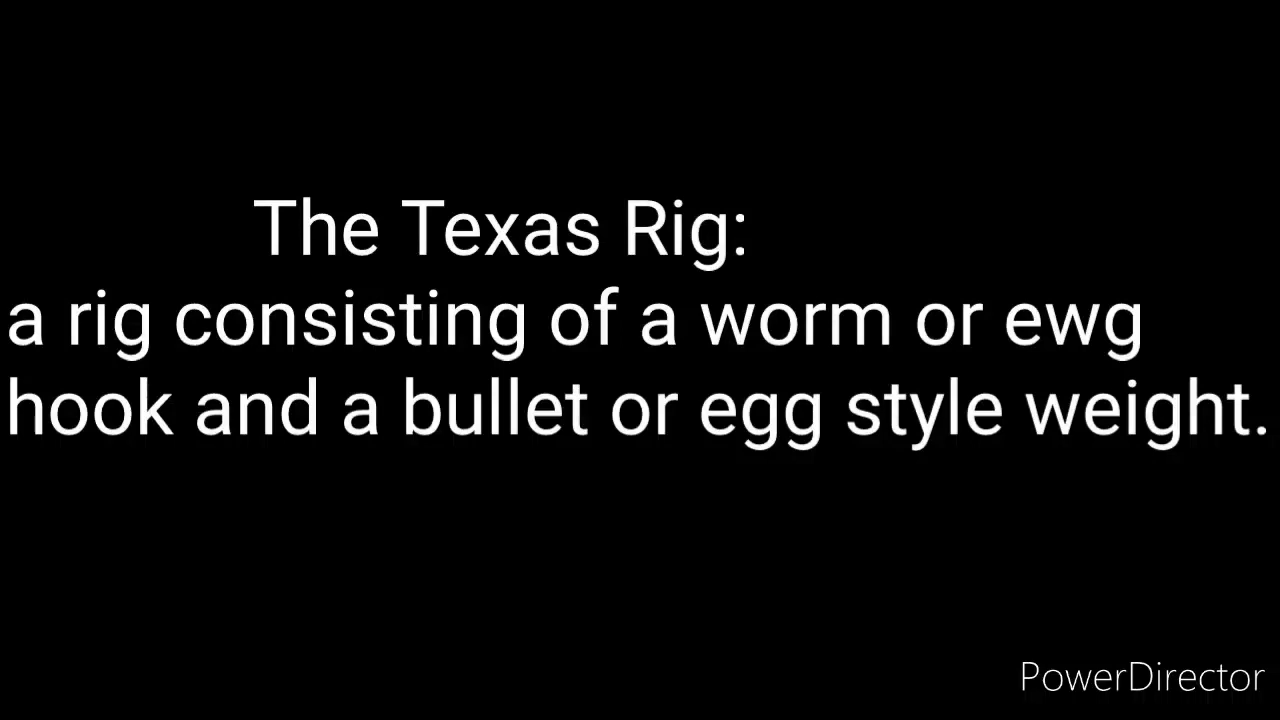 The Texas Rig:
a rig consisting of a worm or ewg
hook and a bullet or egg style weight.
PowerDirector